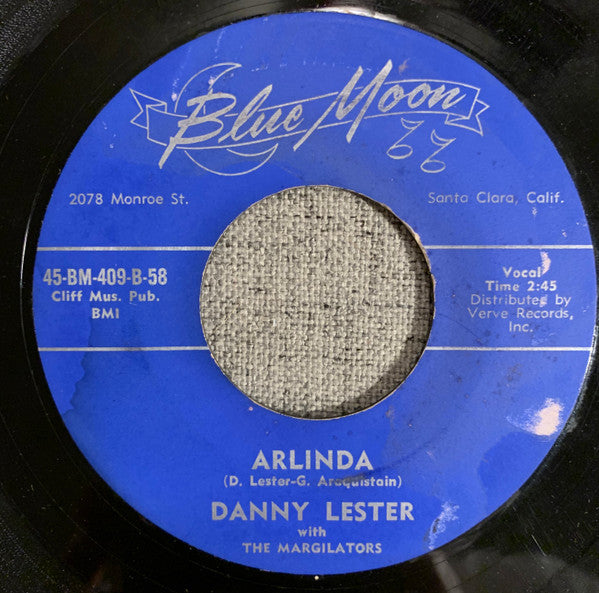 Blue Moon
2078 Monroe St.
Santa Clara, Calif.
45-BM-409-B-58
Cliff Mus. Pub.
BMI
Vocal
Time 2:45
Distributed by
Verve Records,
Inc.
ARLINDA
(D. Lester-G. Araquistain)
DANNY LESTER
with
THE MARGILATORS